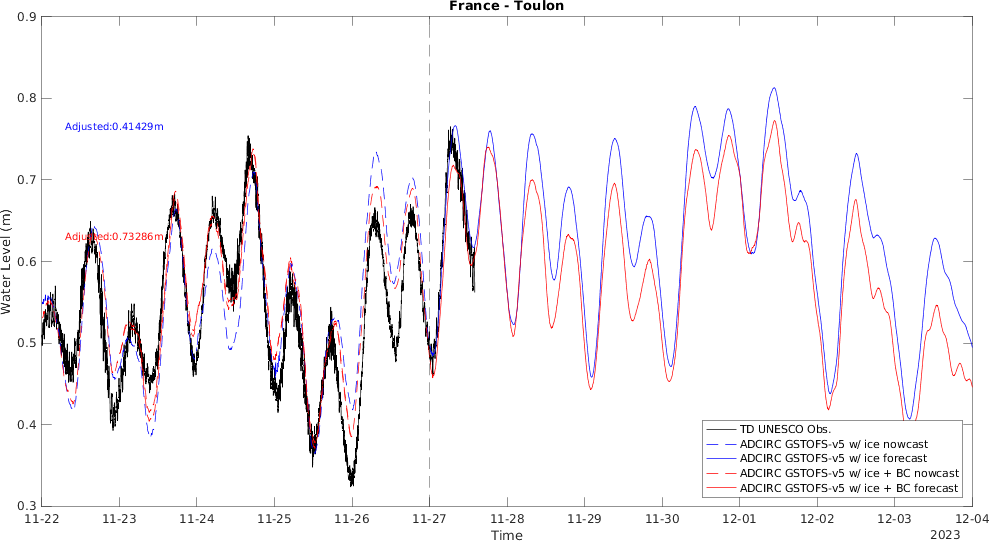 France - Toulon
Water Level (m)
0.9
0.8
0.7
0.6
0.5
0.4
0.3
Adjusted:0.41429m
Adjusted:0.73286m
TD UNESCO Obs.
ADCIRC GSTOFS-v5 w/ ice nowcast
ADCIRC GSTOFS-v5 w/ ice forecast
ADCIRC GSTOFS-v5 w/ ice + BC nowcast
ADCIRC GSTOFS-v5 w/ ice + BC forecast
11-22 11-23 11-24 11-25 11-26 11-27 11-28 11-29 11-30 12-01 12-02 12-03 12-04
Time
2023